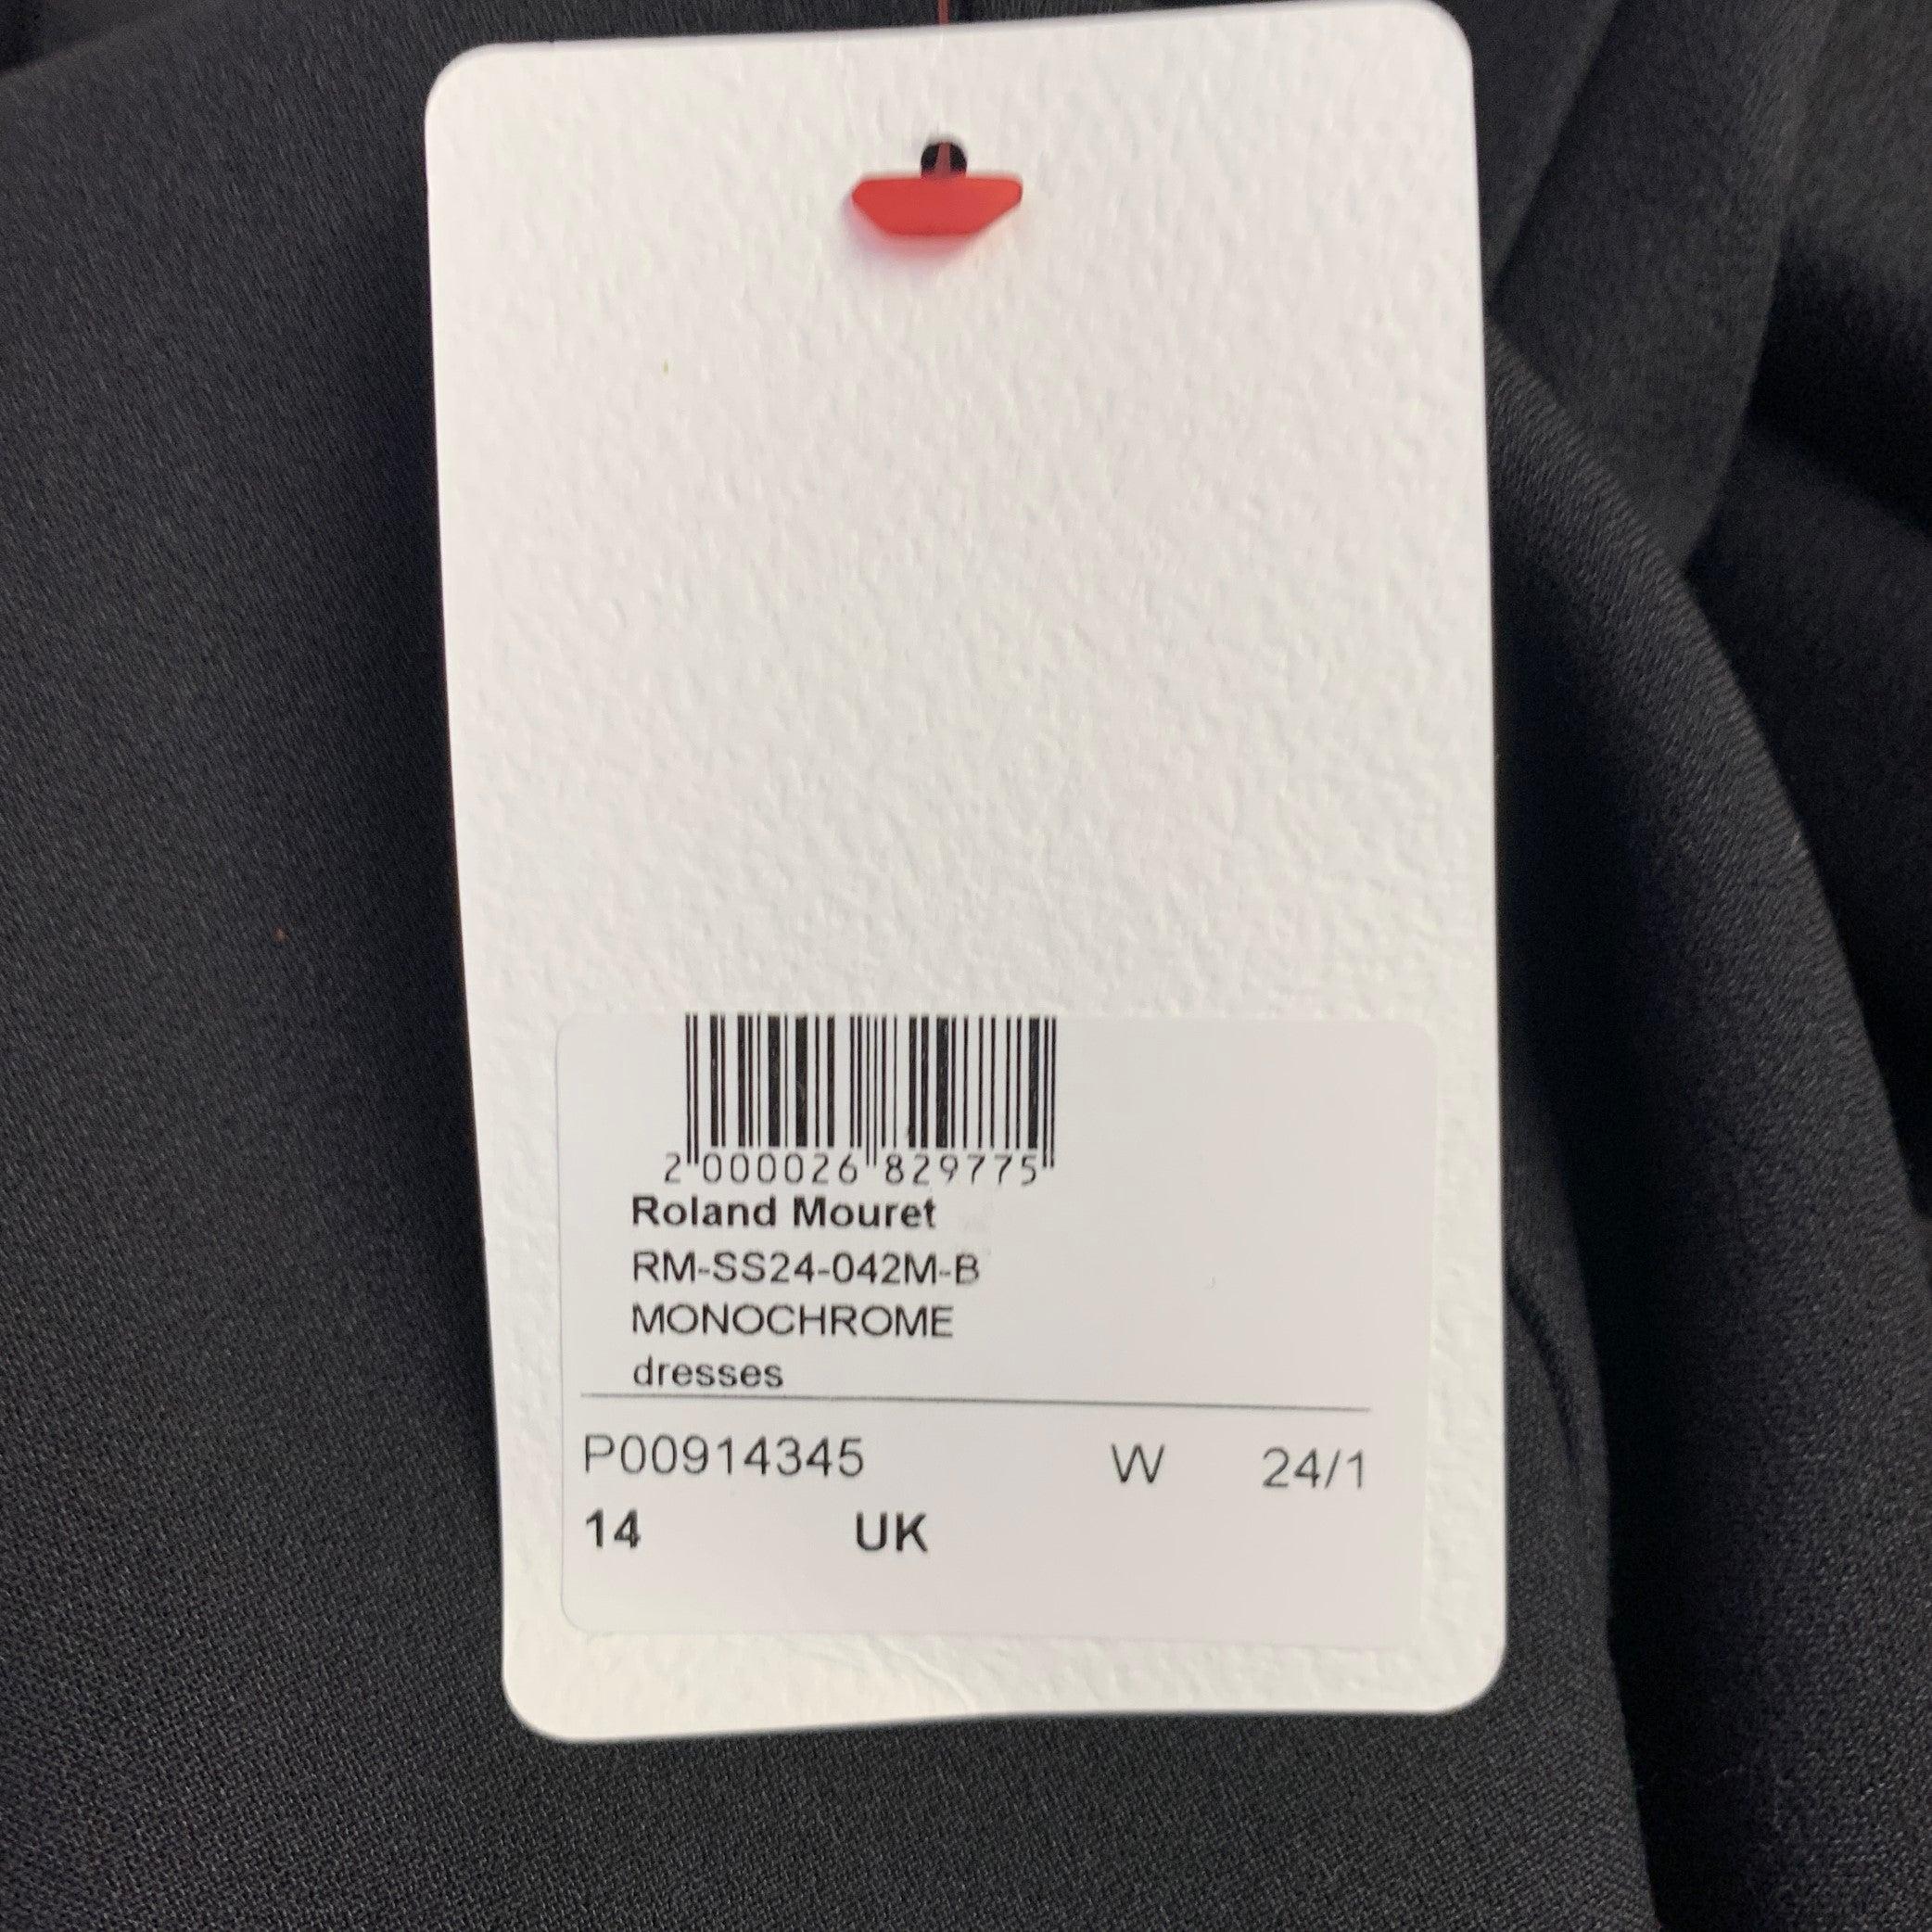 2 000026 829775
Roland Mouret
RM-SS24-042M-B
MONOCHROME
dresses
P00914345 W 24/1
14 UK